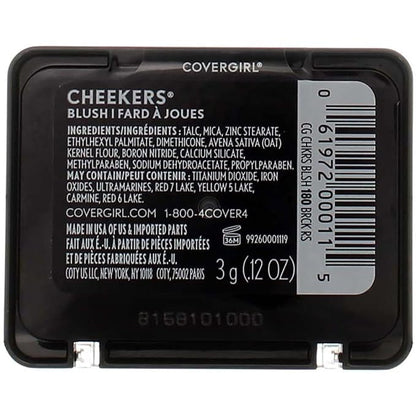 COVERGIRL®
CHEEKERS®
BLUSH | FARD À JOUES
INGREDIENTS/INGRÉDIENTS : TALC, MICA, ZINC STEARATE,
ETHYLHEXYL PALMITATE, DIMETHICONE, AVENA SATIVA (OAT)
KERNEL FLOUR, BORON NITRIDE, CALCIUM SILICATE,
METHYLPARABEN, SODIUM DEHYDROACETATE, PROPYLPARABEN.
MAY CONTAIN/PEUT CONTENIR : TITANIUM DIOXIDE, IRON
OXIDES, ULTRAMARINES, RED 7 LAKE, YELLOW 5 LAKE,
CARMINE, RED 6 LAKE.
COVERGIRL.COM 1-800-4COVER4
MADE IN USA OF US & IMPORTED PARTS
FAIT AUX É.-U. À PARTIR DE PIÈCES IMPORTÉES
ET DE PIÈCES FABRIQUÉES AUX É.-U.
COTY US LLC, NEW YORK, NY 10118 COTY, 75002 PARIS
36M
99260001119
3 g (.12 OZ)
CG CHKRS BLSH 180 BRCK RS
0 61972 00011 5
8158101000